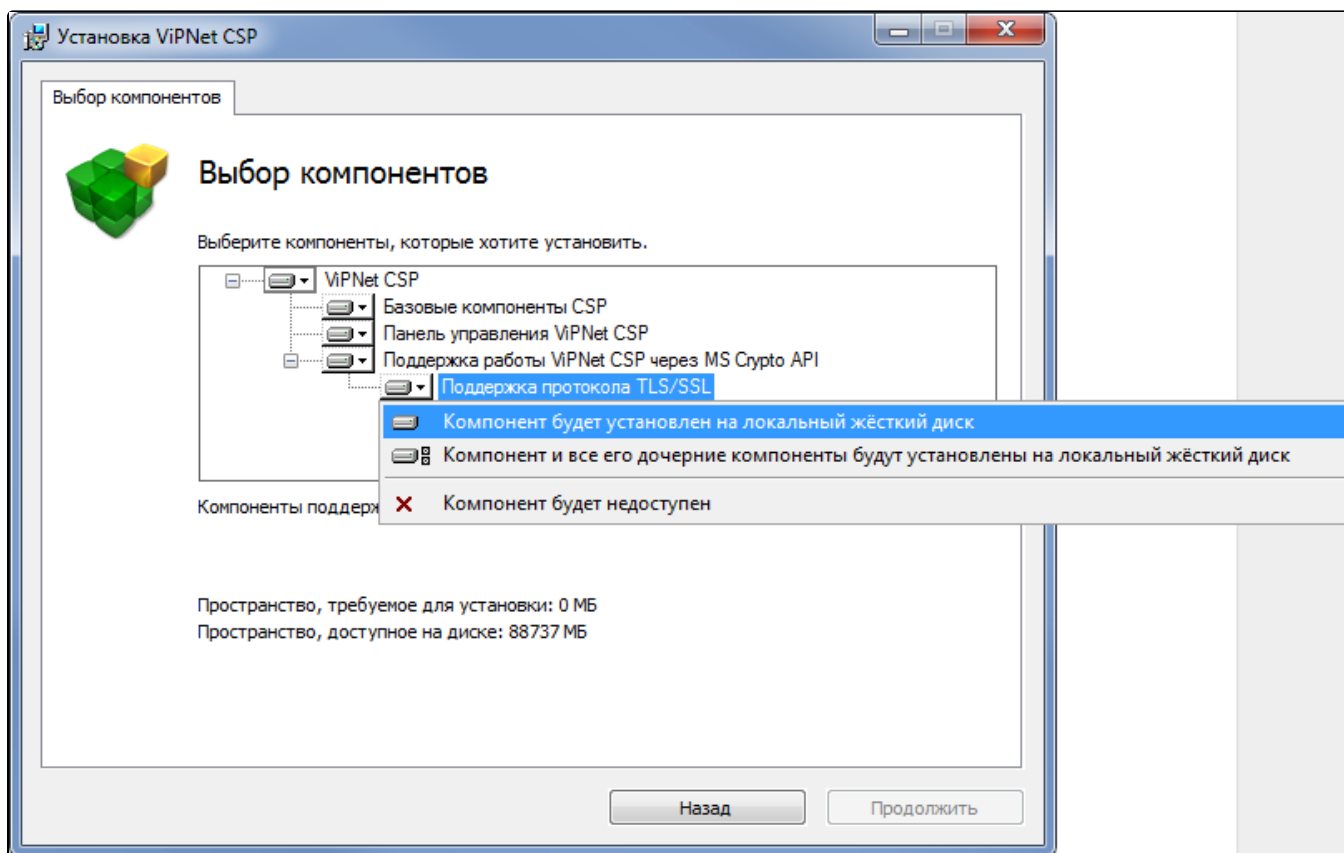 Установка ViPNet CSP
Выбор компонентов
Выбор компонентов
Выберите компоненты, которые хотите установить.
ViPNet CSP
Базовые компоненты CSP
Панель управления ViPNet CSP
Поддержка работы ViPNet CSP через MS Crypto API
Поддержка протокола TLS/SSL
Компонент будет установлен на локальный жёсткий диск
Компонент и все его дочерние компоненты будут установлены на локальный жёсткий диск
Компоненты
Компонент будет недоступен
Пространство, требуемое для установки: 0 МБ
Пространство, доступное на диске: 88737 МБ
Назад
Продолжить